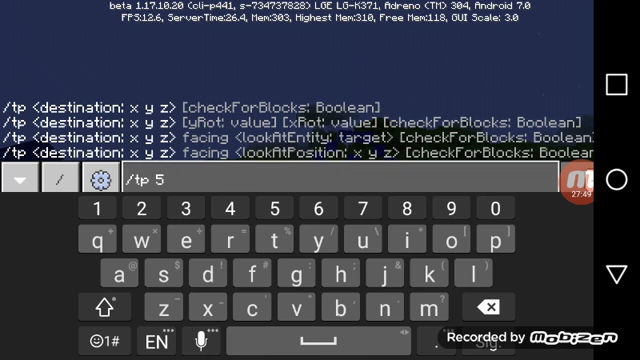 beta 1.17.10.20 (cli-p441, s-734737828) LGE LG-K371, Adreno (TM) 304, Android 7.0
FPS:12.6, ServerTime:26.4, Mem:303, Highest Mem:310, Free Mem:118, GUI Scale: 3.0
/tp <destination: x y z> [checkForBlocks: Boolean]
/tp <destination: x y z> [yRot: value] [xRot: value] [checkForBlocks: Boolean]
/tp <destination: x y z> facing <lookAtEntity: target> [checkForBlocks: Boolean]
/tp <destination: x y z> facing <lookAtPosition: x y z> [checkForBlocks: Boolean
/ /tp 5
27:49
1 2 3 4 5 6 7 8 9 0
q w e r t y u i o p
a s d f g h j k l
z x c v b n m
1# EN . Sig.
Recorded by Mobizen